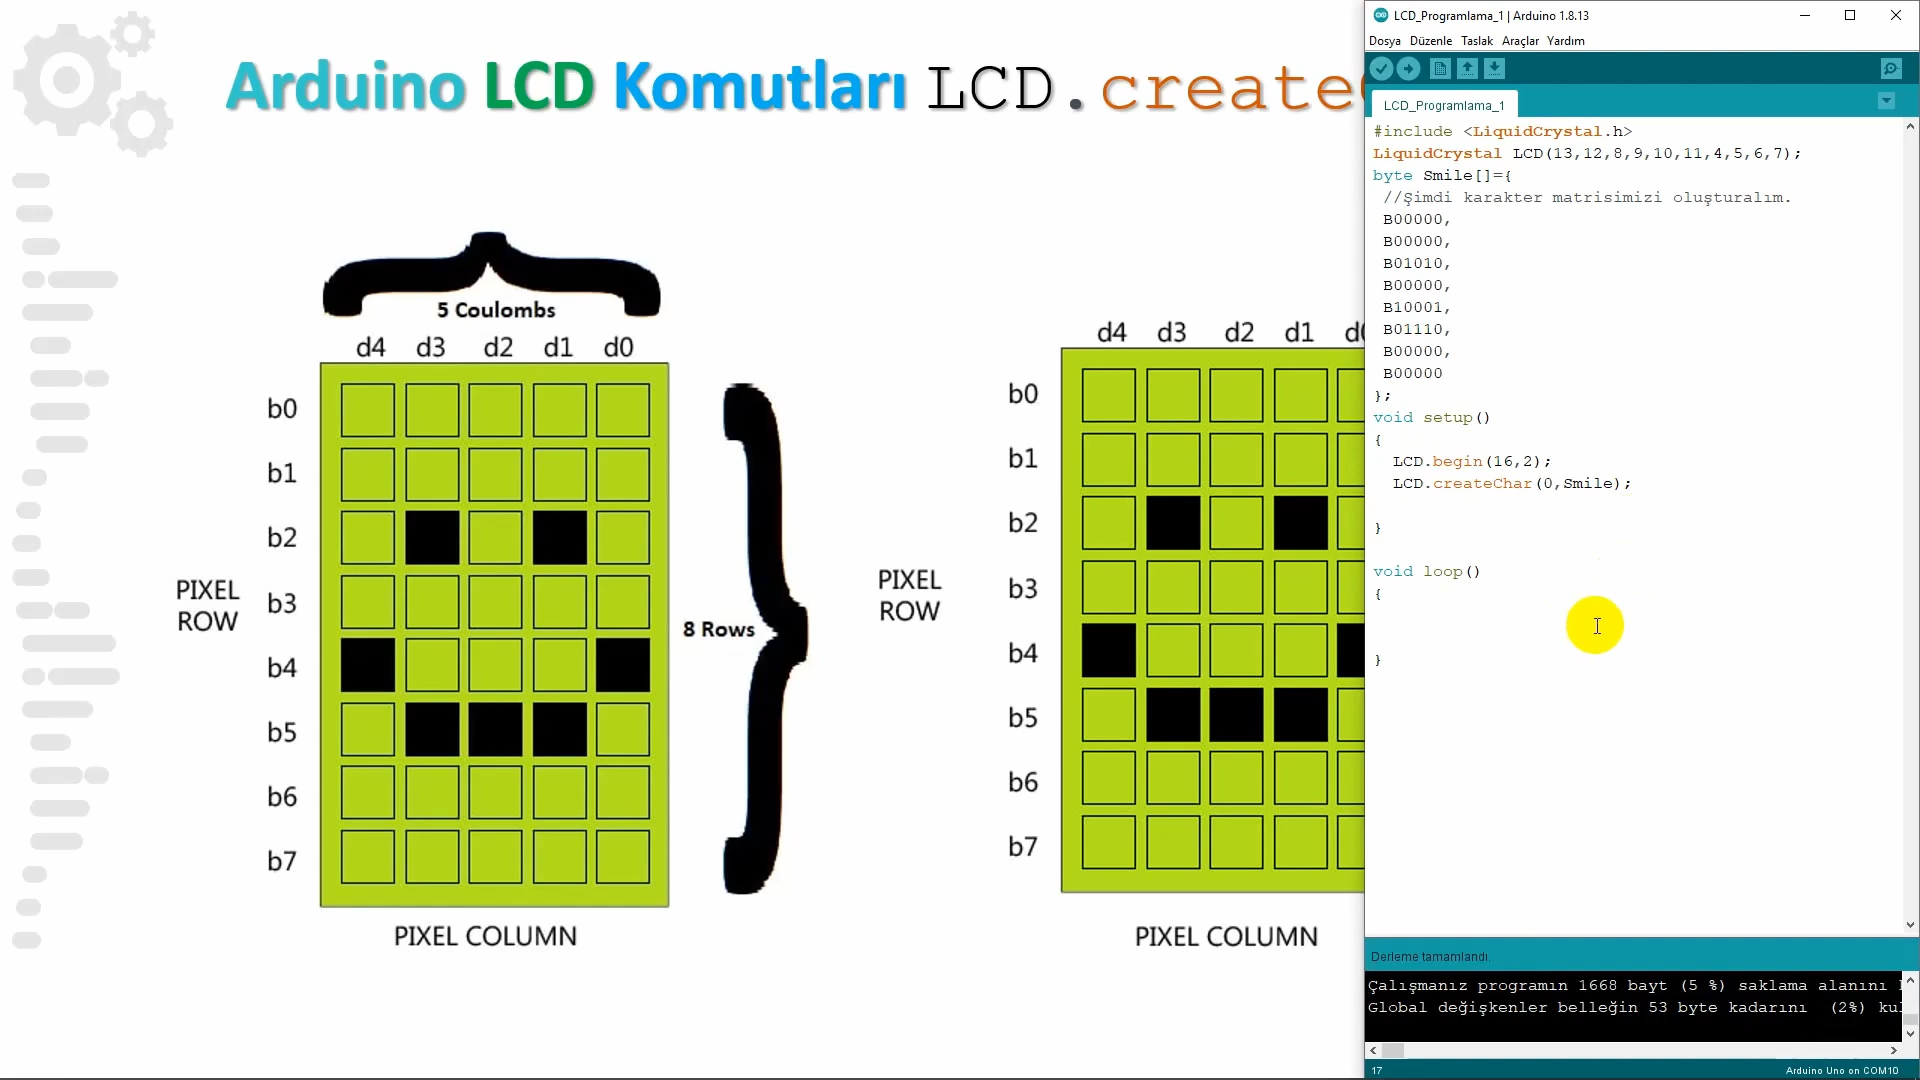 Arduino LCD Komutları LCD.create
5 Coulombs
d4 d3 d2 d1 d0
b0
b1
b2
b3
b4
b5
b6
b7
PIXEL
ROW
8 Rows
PIXEL COLUMN
d4 d3 d2 d1 d0
b0
b1
b2
b3
b4
b5
b6
b7
PIXEL
ROW
PIXEL COLUMN
LCD_Programlama_1 | Arduino 1.8.13
Dosya Düzenle Taslak Araçlar Yardım
LCD_Programlama_1
#include <LiquidCrystal.h>
LiquidCrystal LCD(13,12,8,9,10,11,4,5,6,7);
byte Smile[]={
//Şimdi karakter matrisimizi oluşturalım.
B00000,
B00000,
B01010,
B00000,
B10001,
B01110,
B00000,
B00000
};
void setup()
{
LCD.begin(16,2);
LCD.createChar(0,Smile);
}
void loop()
{
}
Derleme tamamlandı.
Çalışmanız programın 1668 bayt (5 %) saklama alanını
Global değişkenler belleğin 53 byte kadarını (2%) kul
17
Arduino Uno on COM10